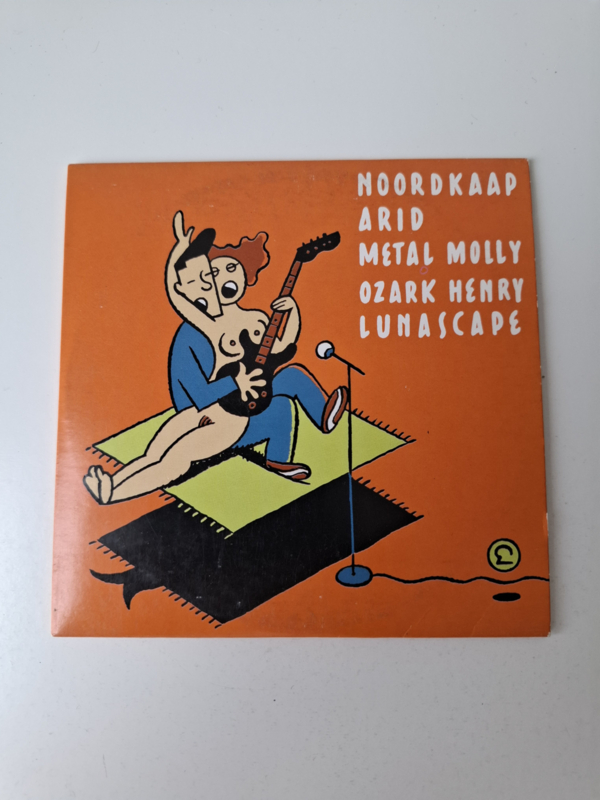 NOORDKAAP
ARID
METAL MOLLY
OZARK HENRY
LUNASCAPE